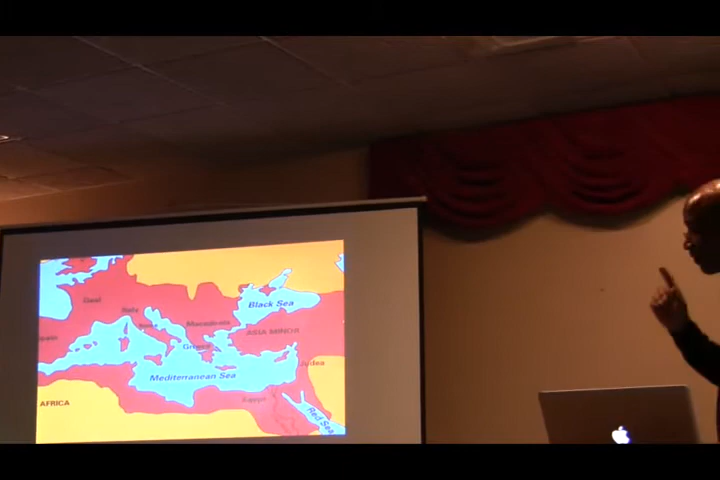 Gaul
Italy
Black Sea
Macedonia
ASIA MINOR
Greece
Mediterranean Sea
Judea
AFRICA
Egypt
Red Sea